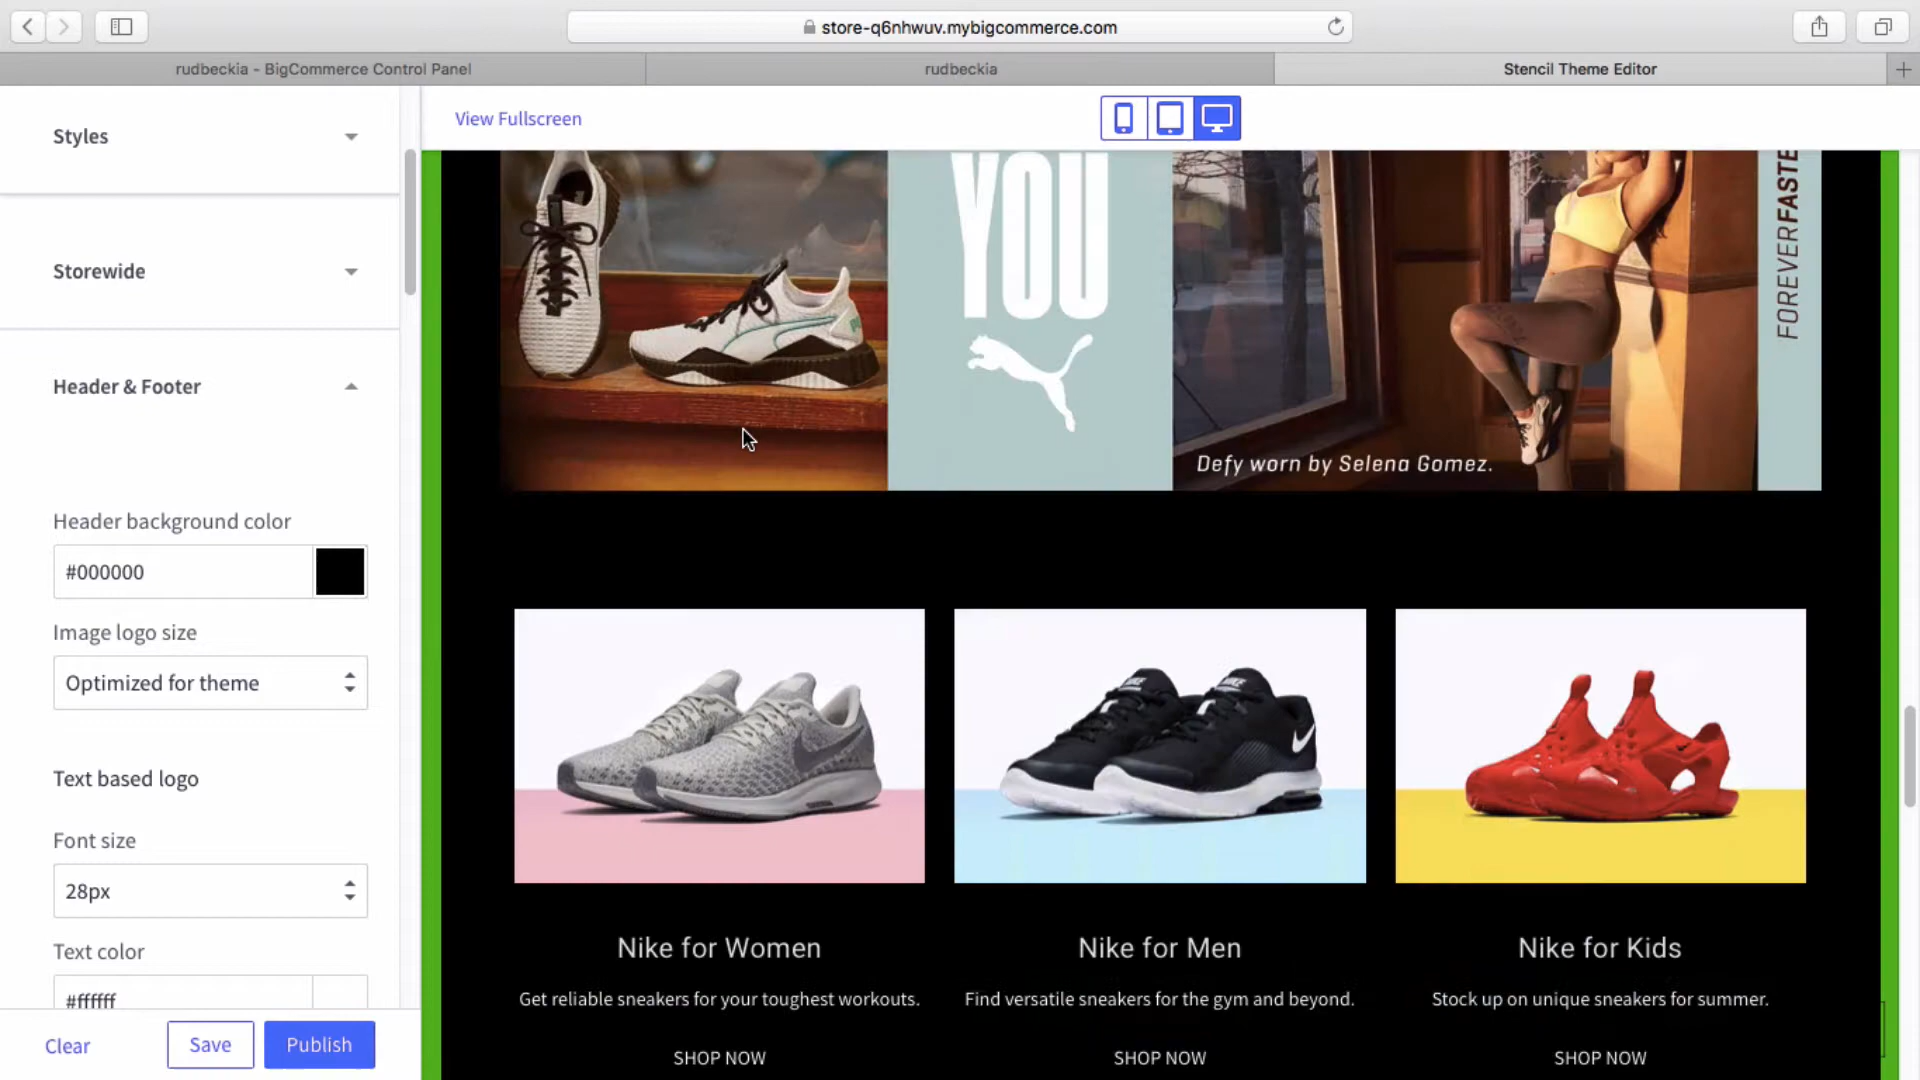 store-q6nhwuv.mybigcommerce.com
rudbeckia - BigCommerce Control Panel
rudbeckia
Stencil Theme Editor
View Fullscreen
Styles
Storewide
Header & Footer
Header background color
#000000
Image logo size
Optimized for theme
Text based logo
Font size
28px
Text color
#ffffff
Clear
Save
Publish
YOU
FOREVERFASTE
Defy worn by Selena Gomez.
Nike for Women
Get reliable sneakers for your toughest workouts.
SHOP NOW
Nike for Men
Find versatile sneakers for the gym and beyond.
SHOP NOW
Nike for Kids
Stock up on unique sneakers for summer.
SHOP NOW